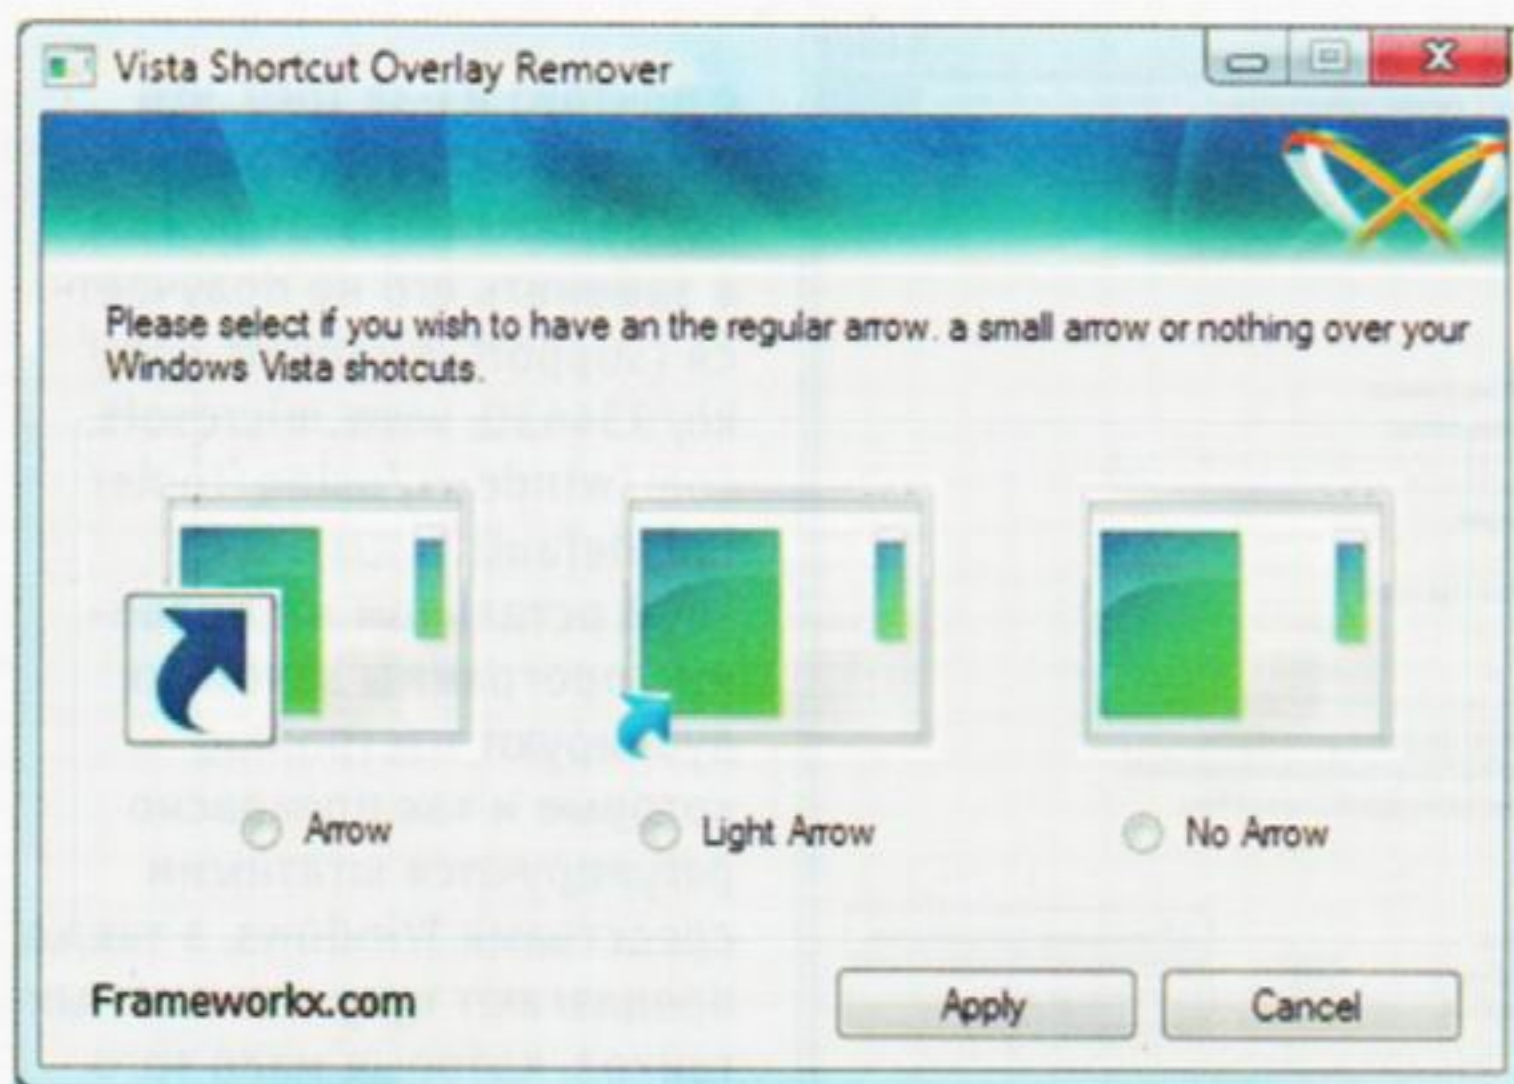 Vista Shortcut Overlay Remover
Please select if you wish to have an the regular arrow. a small arrow or nothing over your
Windows Vista shotcuts.
Arrow
Light Arrow
No Arrow
Frameworkx.com
Apply
Cancel